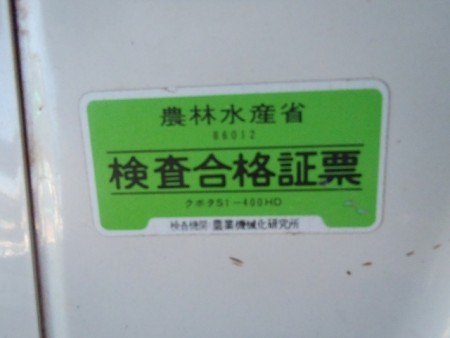 農林水産省
86012
検査合格証票
クボタS1-400HD
検査機関 農業機械化研究所